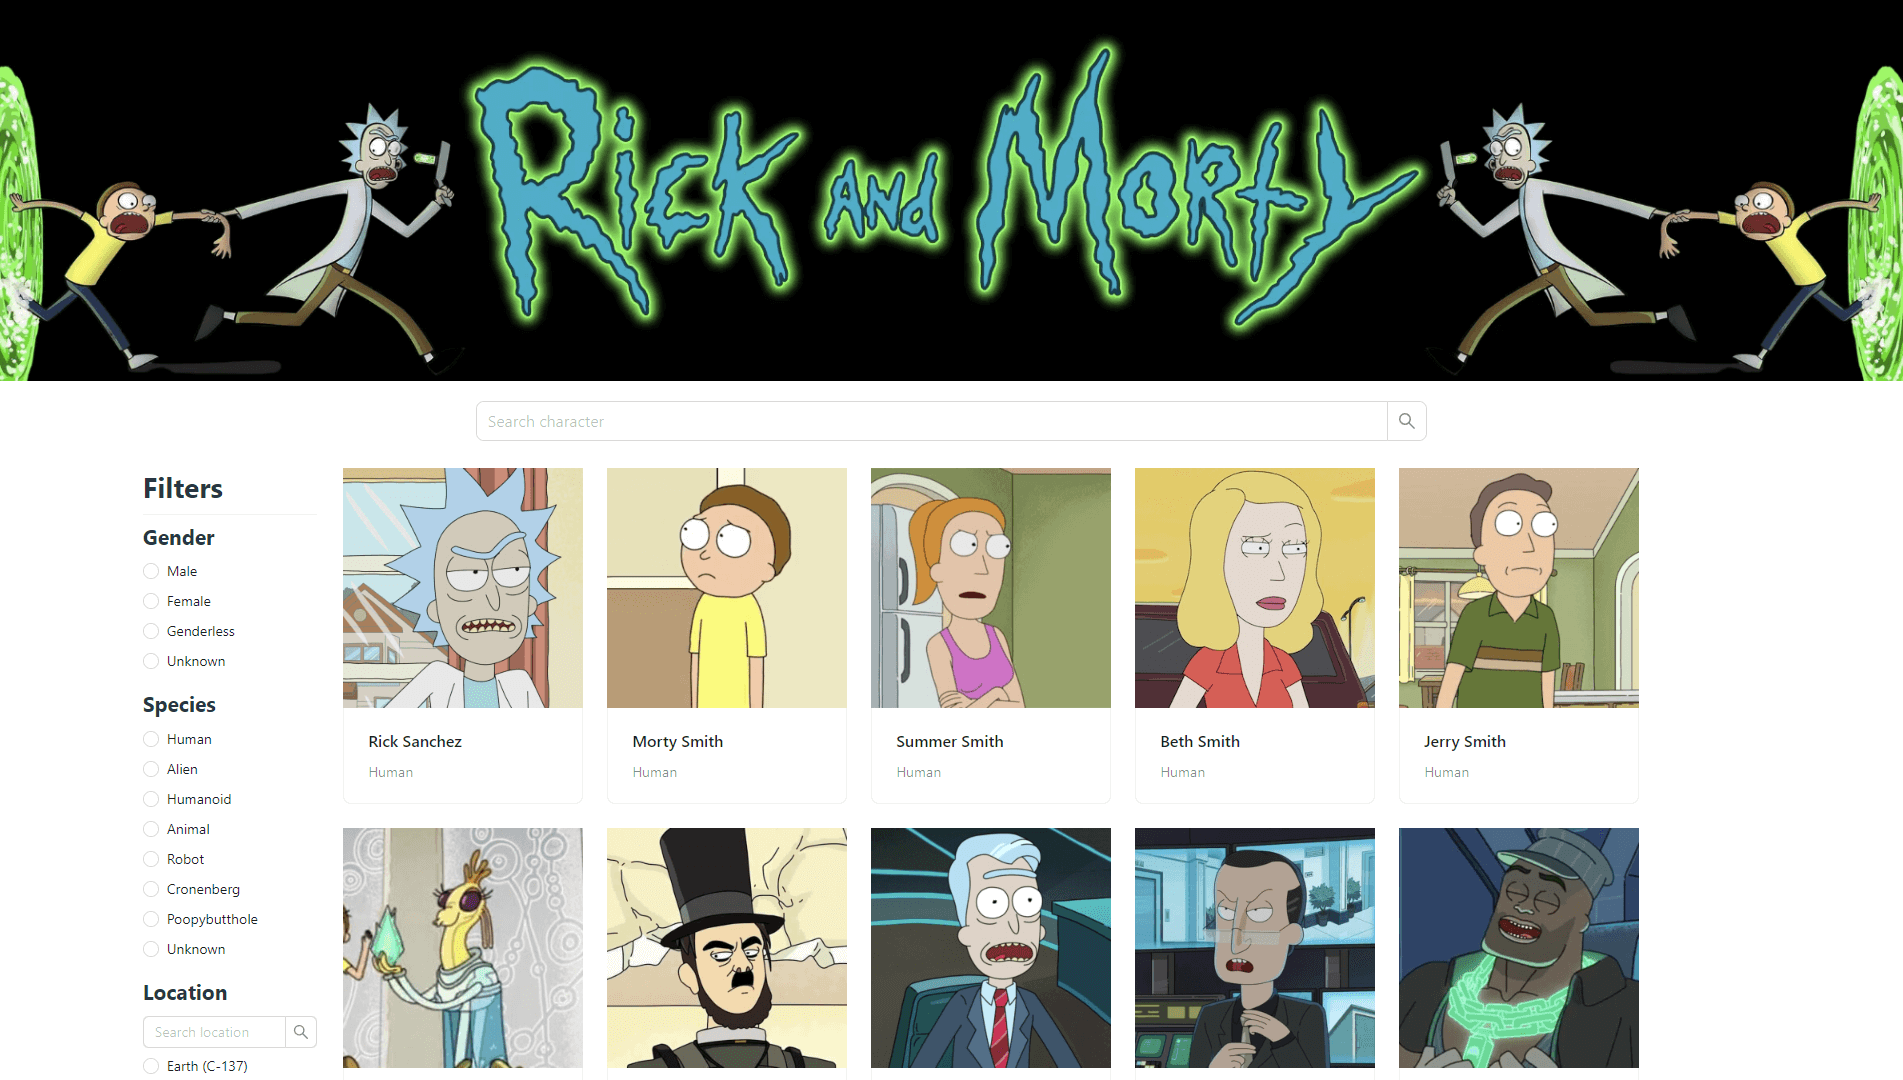 Rick and Morty
Search character
Filters
Gender
Male
Female
Genderless
Unknown
Species
Human
Alien
Humanoid
Animal
Robot
Cronenberg
Poopybutthole
Unknown
Location
Search location
Earth (C-137)
Rick Sanchez
Human
Morty Smith
Human
Summer Smith
Human
Beth Smith
Human
Jerry Smith
Human